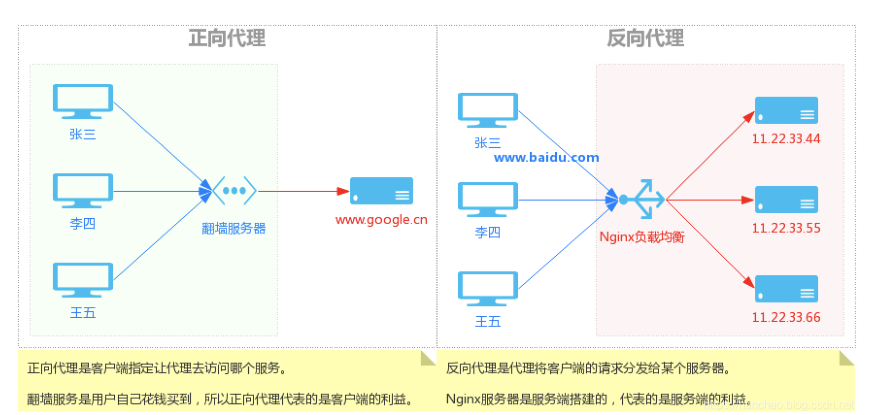 正向代理
张三
李四
王五
翻墙服务器
www.google.cn
正向代理是客户端指定让代理去访问哪个服务。
翻墙服务是用户自己花钱买到，所以正向代理代表的是客户端的利益。
反向代理
张三
www.baidu.com
李四
王五
Nginx负载均衡
11.22.33.44
11.22.33.55
11.22.33.66
反向代理是代理将客户端的请求分发给某个服务器。
Nginx服务器是服务端搭建的，代表的是服务端的利益。